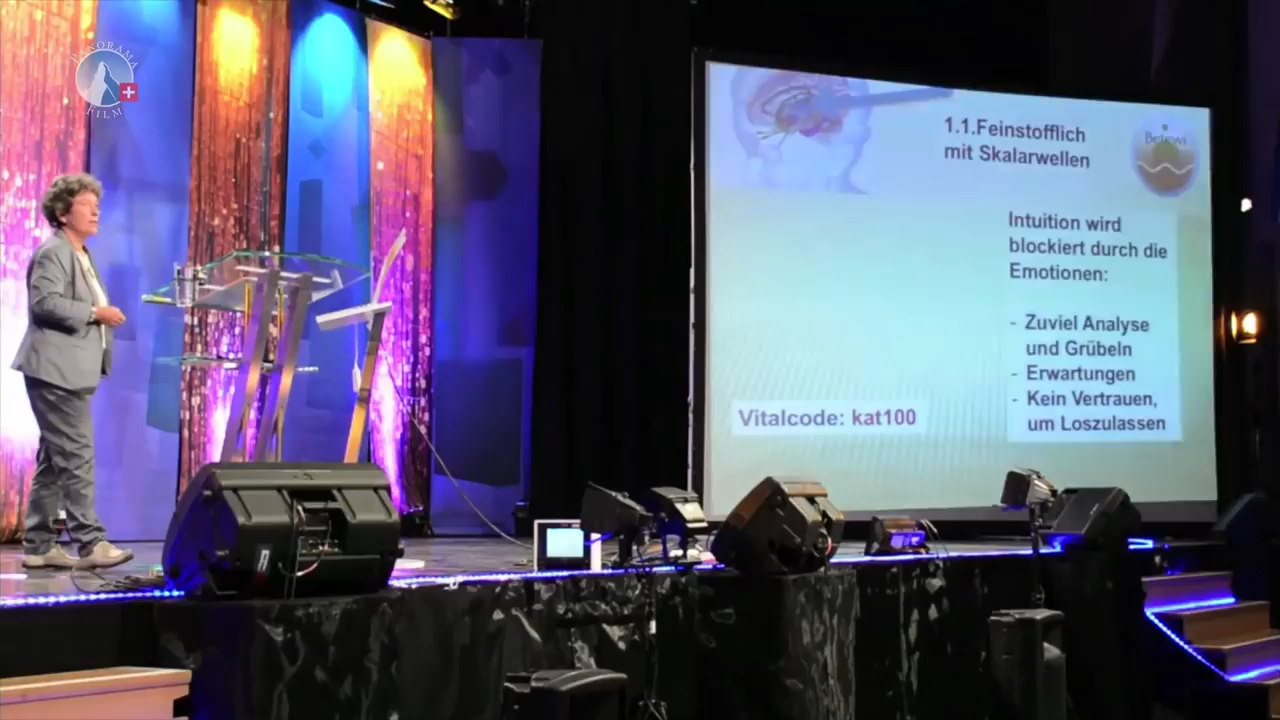 PANORAMA
FILM
1.1.Feinstofflich
mit Skalarwellen
Intuition wird
blockiert durch die
Emotionen:
- Zuviel Analyse
und Grübeln
- Erwartungen
- Kein Vertrauen,
um Loszulassen
Vitalcode: kat100